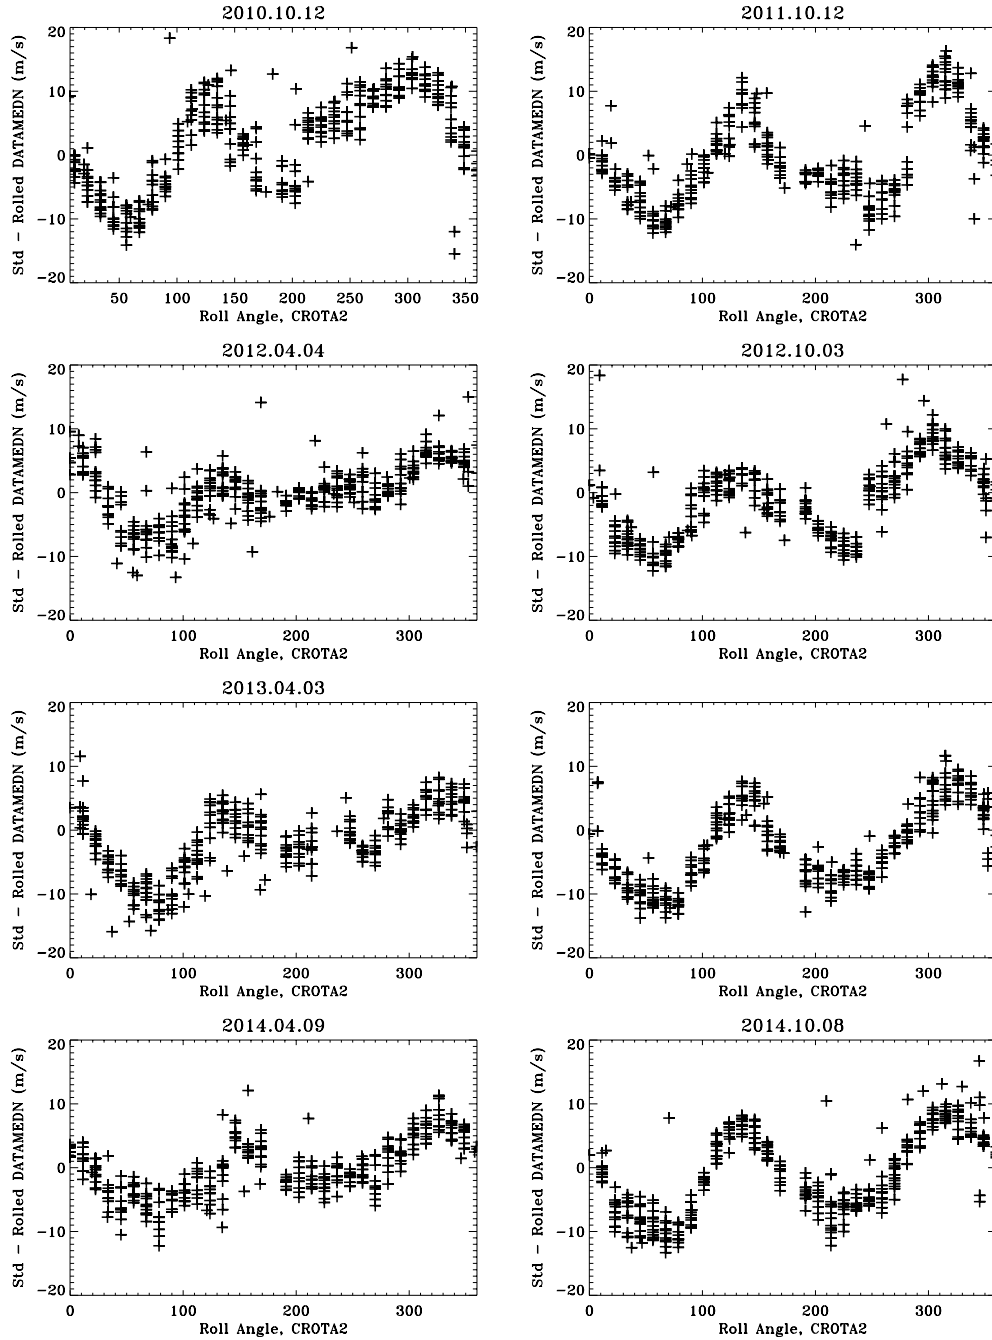 2010.10.12
Std - Rolled DATAMEDN (m/s)
20
10
0
-10
-20
50 100 150 200 250 300 350
Roll Angle, CROTA2
2011.10.12
Std - Rolled DATAMEDN (m/s)
20
10
0
-10
-20
0 100 200 300
Roll Angle, CROTA2
2012.04.04
Std - Rolled DATAMEDN (m/s)
20
10
0
-10
-20
0 100 200 300
Roll Angle, CROTA2
2012.10.03
Std - Rolled DATAMEDN (m/s)
20
10
0
-10
-20
0 100 200 300
Roll Angle, CROTA2
2013.04.03
Std - Rolled DATAMEDN (m/s)
20
10
0
-10
-20
0 100 200 300
Roll Angle, CROTA2
Std - Rolled DATAMEDN (m/s)
20
10
0
-10
-20
0 100 200 300
Roll Angle, CROTA2
2014.04.09
Std - Rolled DATAMEDN (m/s)
20
10
0
-10
-20
0 100 200 300
Roll Angle, CROTA2
2014.10.08
Std - Rolled DATAMEDN (m/s)
20
10
0
-10
-20
0 100 200 300
Roll Angle, CROTA2